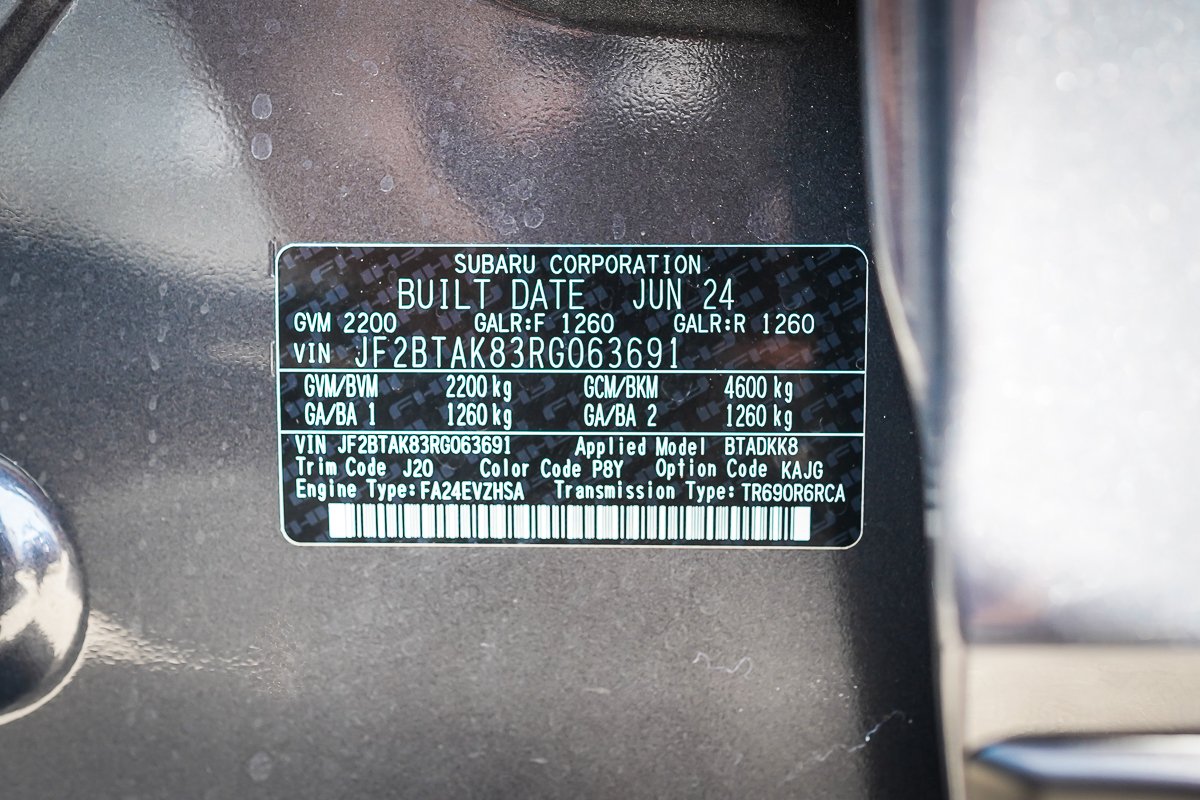 SUBARU CORPORATION
BUILT DATE JUN 24
GVM 2200 GALR:F 1260 GALR:R 1260
VIN JF2BTAK83RG063691
GVM/BVM 2200 kg GCM/BKM 4600 kg
GA/BA 1 1260 kg GA/BA 2 1260 kg
VIN JF2BTAK83RG063691 Applied Model BTADKK8
Trim Code J20 Color Code P8Y Option Code KAJG
Engine Type:FA24EVZHSA Transmission Type:TR690R6RCA